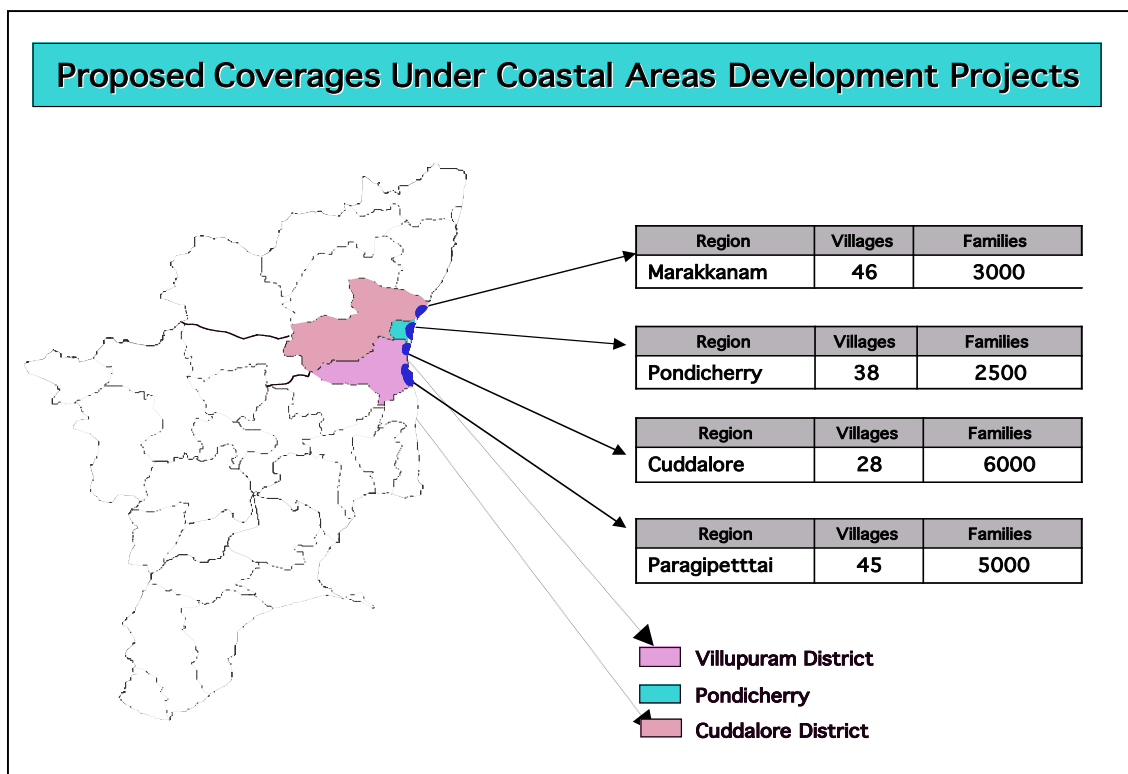 Proposed Coverages Under Coastal Areas Development Projects
Region Villages Families
Marakkanam 46 3000
Region Villages Families
Pondicherry 38 2500
Region Villages Families
Cuddalore 28 6000
Region Villages Families
Paragipetttai 45 5000
Villupuram District
Pondicherry
Cuddalore District